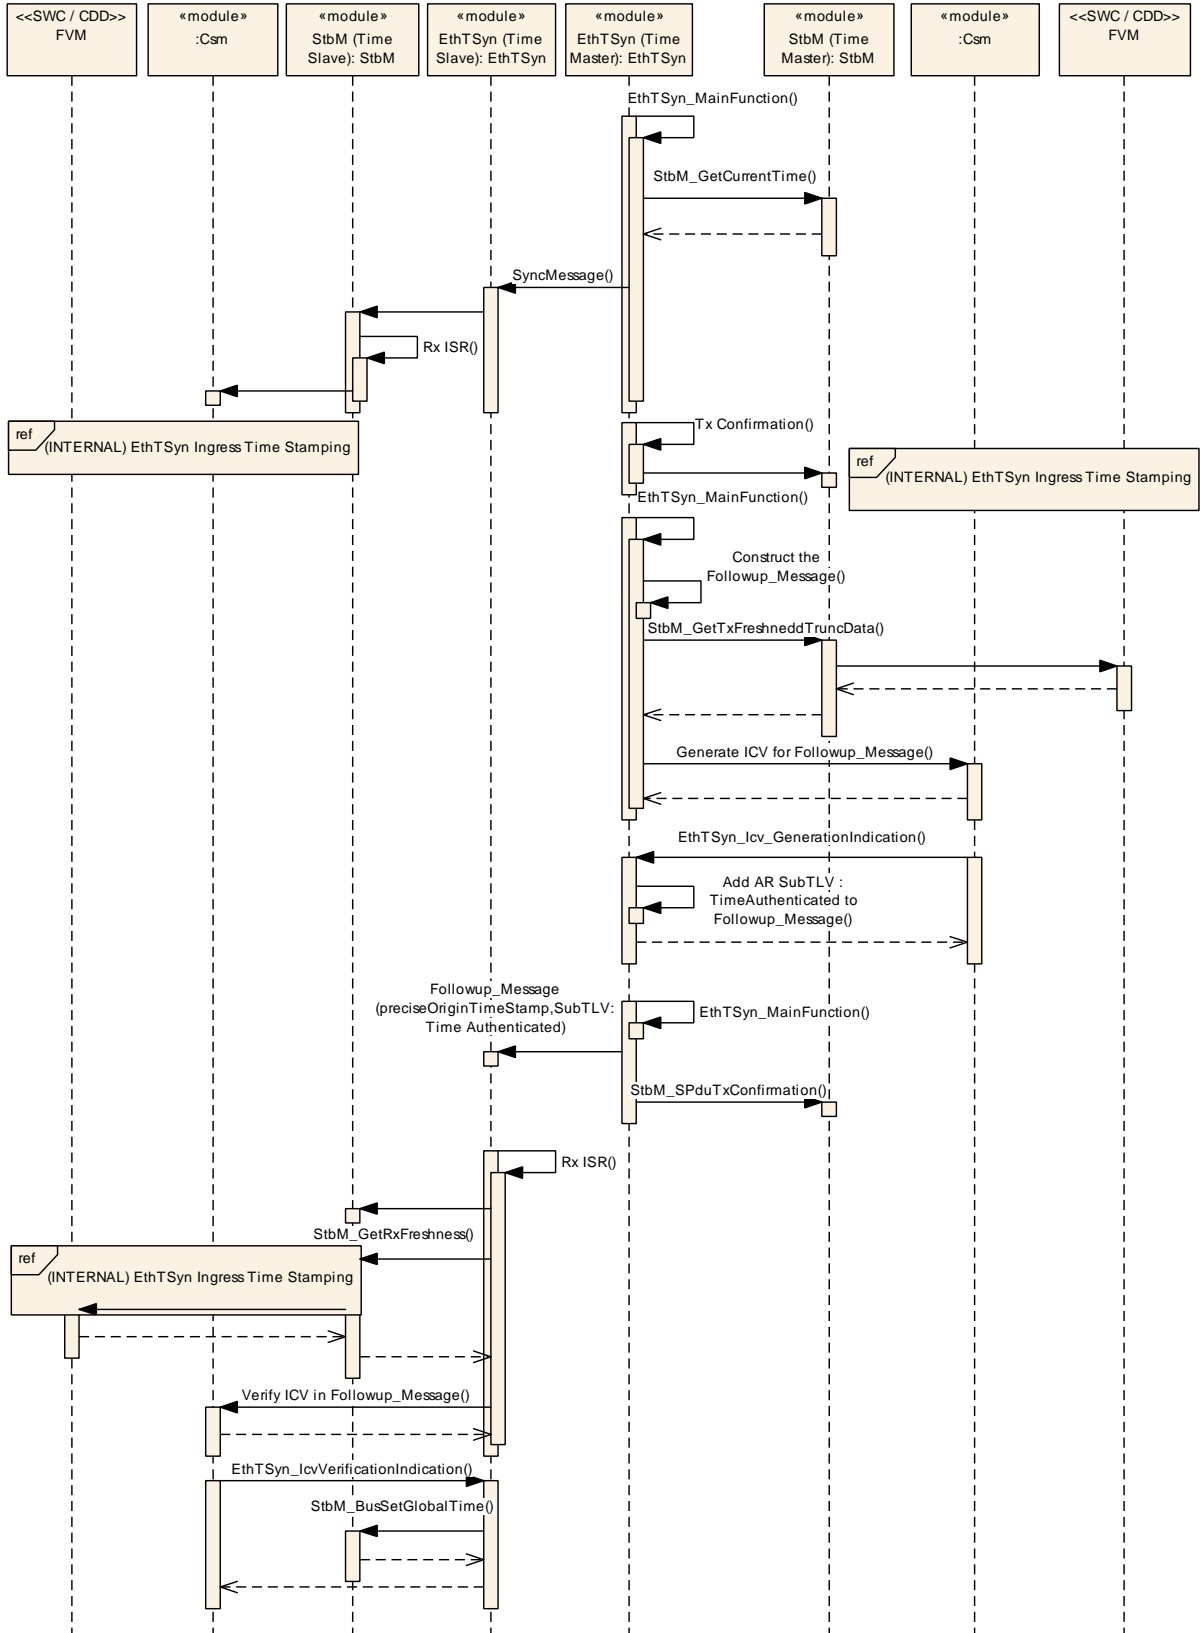 <<SWC / CDD>>
FVM
«module»
:Csm
«module»
StbM (Time
Slave): StbM
«module»
EthTSyn (Time
Slave): EthTSyn
«module»
EthTSyn (Time
Master): EthTSyn
«module»
StbM (Time
Master): StbM
«module»
:Csm
<<SWC / CDD>>
FVM
EthTSyn_MainFunction()
StbM_GetCurrentTime()
SyncMessage()
Rx ISR()
ref
(INTERNAL) EthTSyn Ingress Time Stamping
Tx Confirmation()
ref
(INTERNAL) EthTSyn Ingress Time Stamping
EthTSyn_MainFunction()
Construct the
Followup_Message()
StbM_GetTxFreshneddTruncData()
Generate ICV for Followup_Message()
EthTSyn_Icv_GenerationIndication()
Add AR SubTLV :
TimeAuthenticated to
Followup_Message()
Followup_Message
(preciseOriginTimeStamp,SubTLV:
Time Authenticated)
EthTSyn_MainFunction()
StbM_SPduTxConfirmation()
Rx ISR()
StbM_GetRxFreshness()
ref
(INTERNAL) EthTSyn Ingress Time Stamping
Verify ICV in Followup_Message()
EthTSyn_IcvVerificationIndication()
StbM_BusSetGlobalTime()